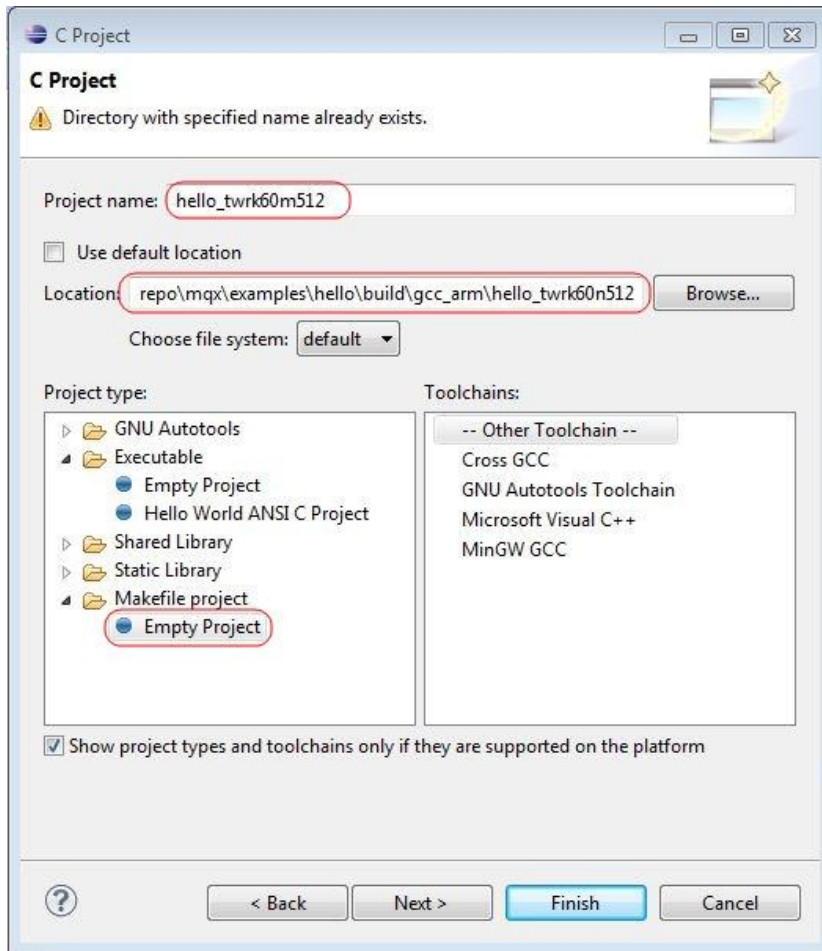 C Project
C Project
Directory with specified name already exists.
Project name: hello_twrk60m512
Use default location
Location: repo\mqx\examples\hello\build\gcc_arm\hello_twrk60n512 Browse...
Choose file system: default
Project type:
GNU Autotools
Executable
Empty Project
Hello World ANSI C Project
Shared Library
Static Library
Makefile project
Empty Project
Toolchains:
-- Other Toolchain --
Cross GCC
GNU Autotools Toolchain
Microsoft Visual C++
MinGW GCC
Show project types and toolchains only if they are supported on the platform
? < Back Next > Finish Cancel